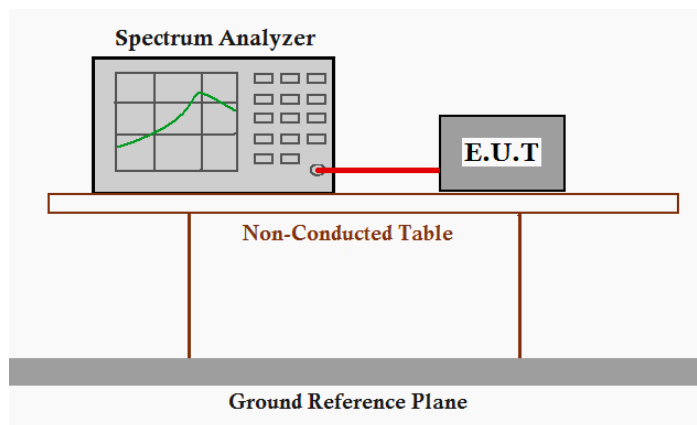 Spectrum Analyzer
E.U.T
Non-Conducted Table
Ground Reference Plane